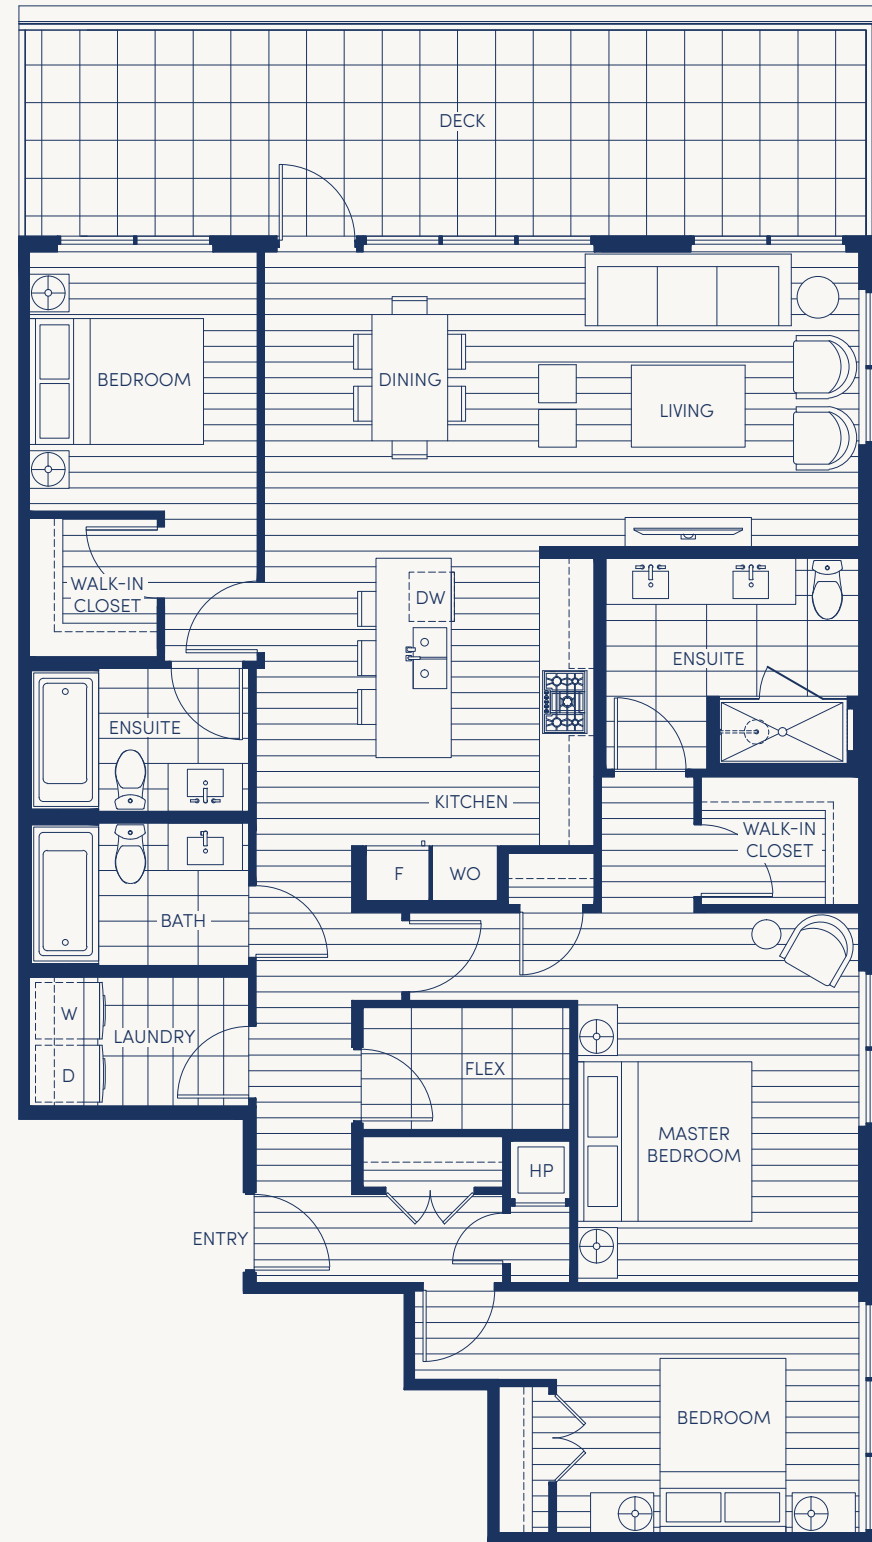 DECK
BEDROOM
DINING
LIVING
WALK-IN
CLOSET
DW
ENSUITE
ENSUITE
KITCHEN
WALK-IN
CLOSET
F
WO
BATH
W
LAUNDRY
D
FLEX
MASTER
BEDROOM
HP
ENTRY
BEDROOM